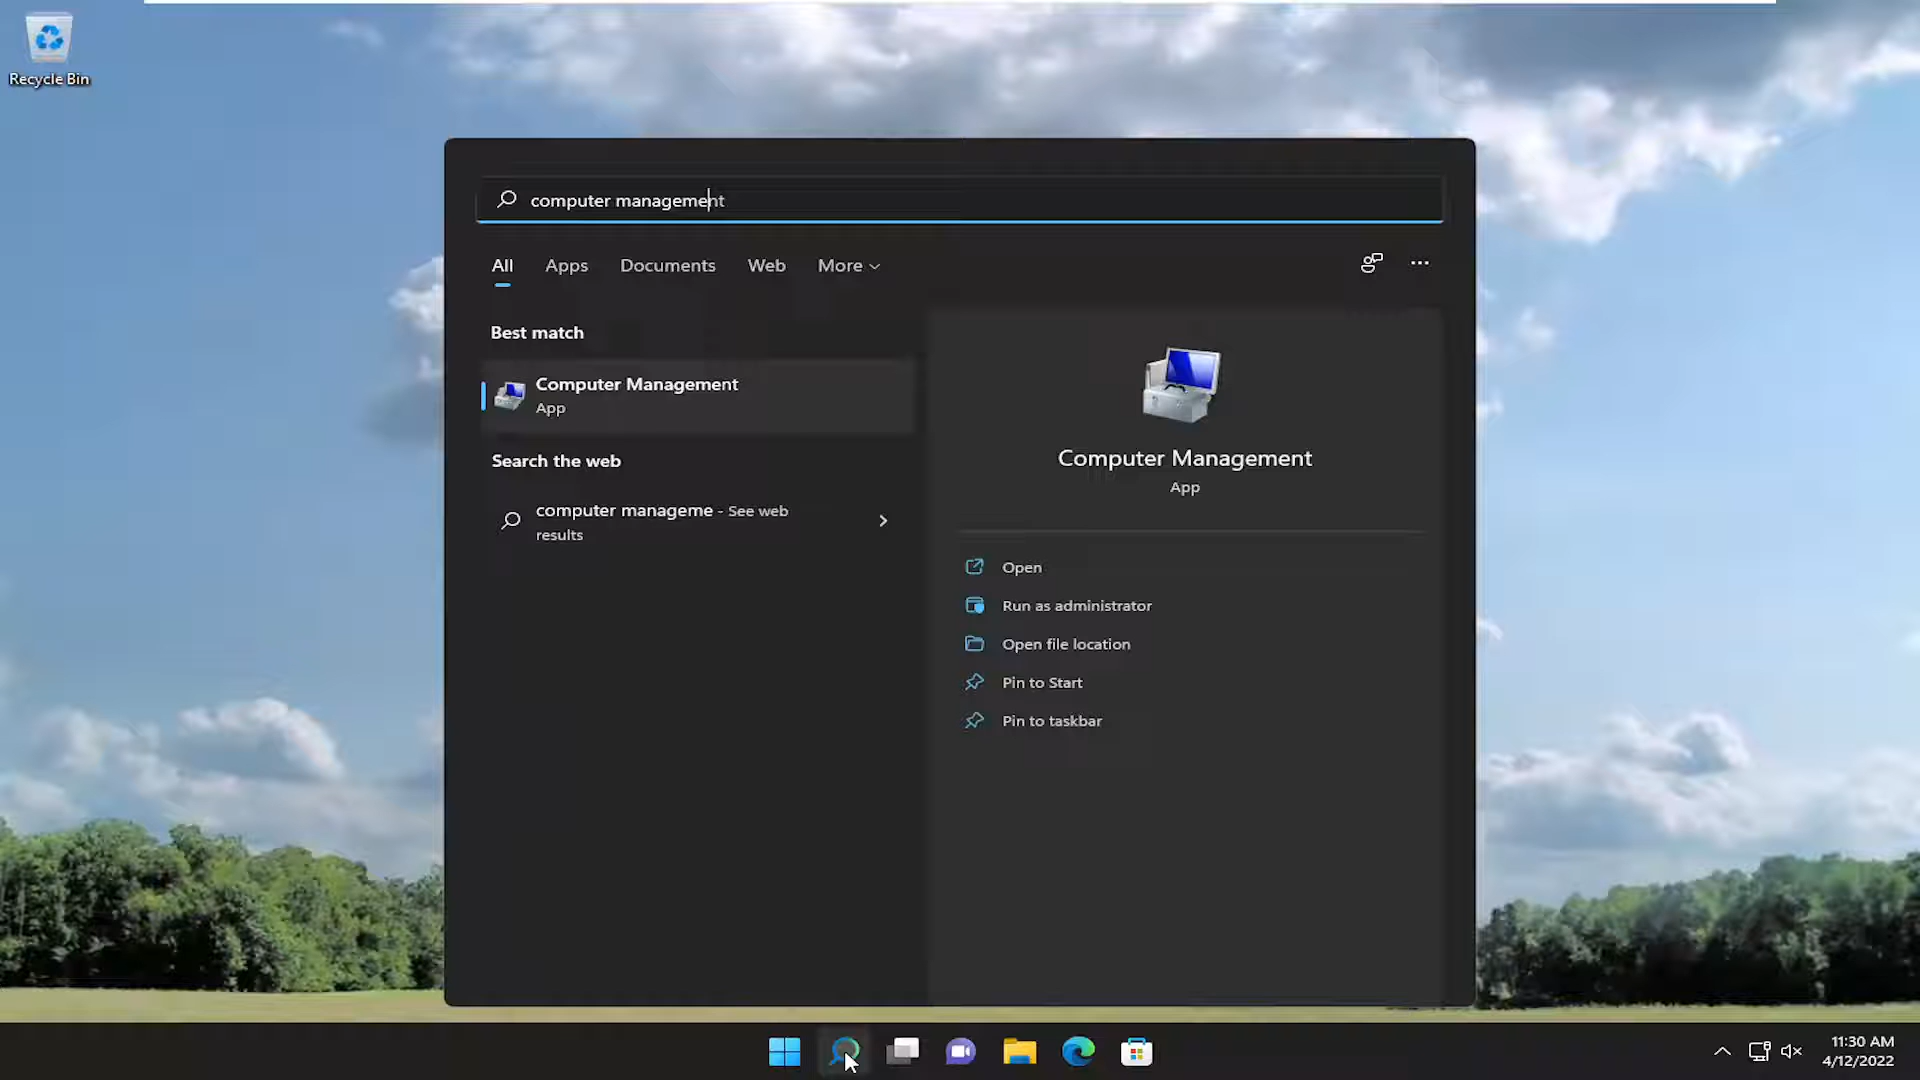 Recycle Bin
computer management
All Apps Documents Web More
Best match
Computer Management
App
Search the web
computer manageme - See web
results
Computer Management
App
Open
Run as administrator
Open file location
Pin to Start
Pin to taskbar
11:30 AM
4/12/2022